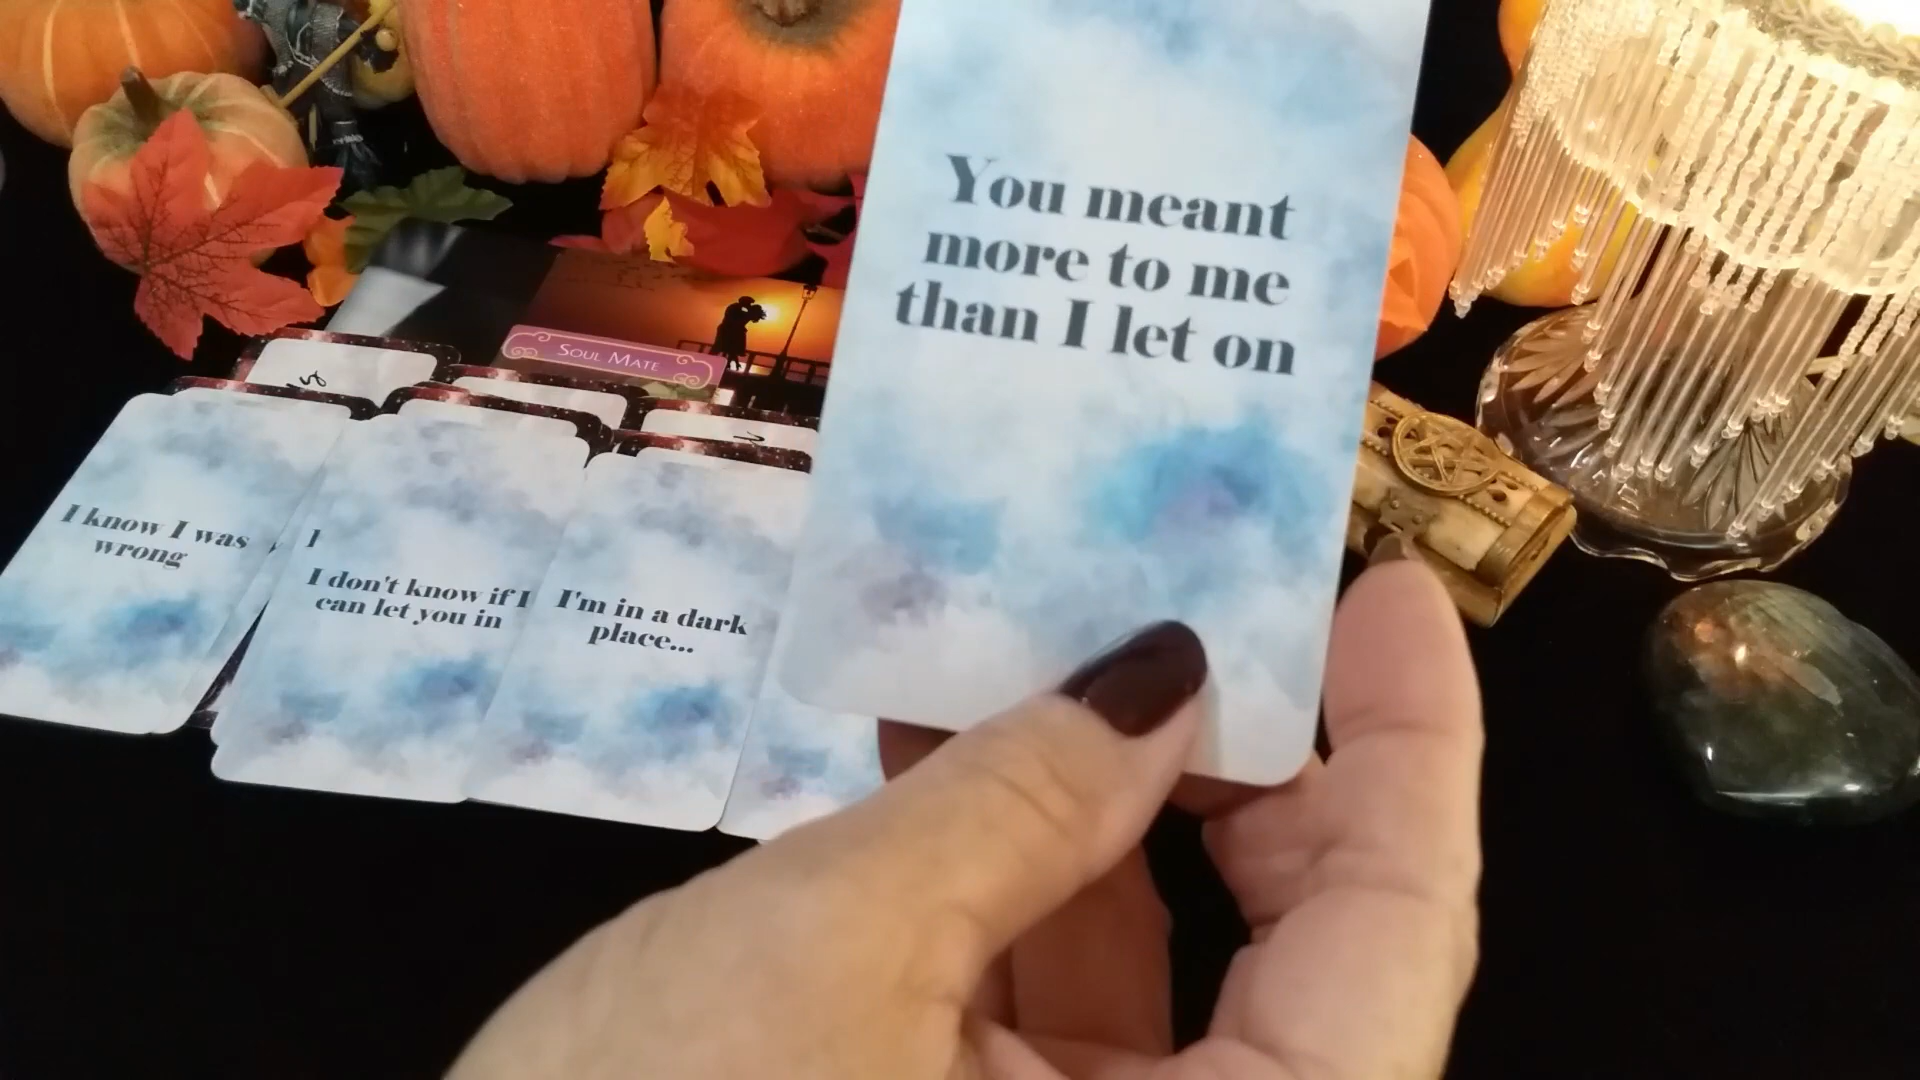 You meant
more to me
than I let on
SOUL MATE
I know I was
wrong
I
I don't know if I
can let you in
I'm in a dark
place...